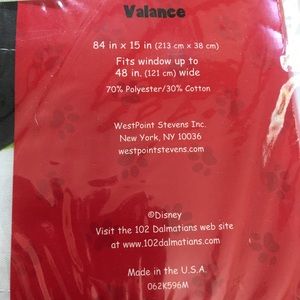 Valance
84 in x 15 in (213 cm x 38 cm)
Fits window up to
48 in. (121 cm) wide
70% Polyester/30% Cotton
WestPoint Stevens Inc.
New York, NY 10036
westpointstevens.com
©Disney
Visit the 102 Dalmatians web site
at www.102dalmatians.com
Made in the U.S.A.
062K596M